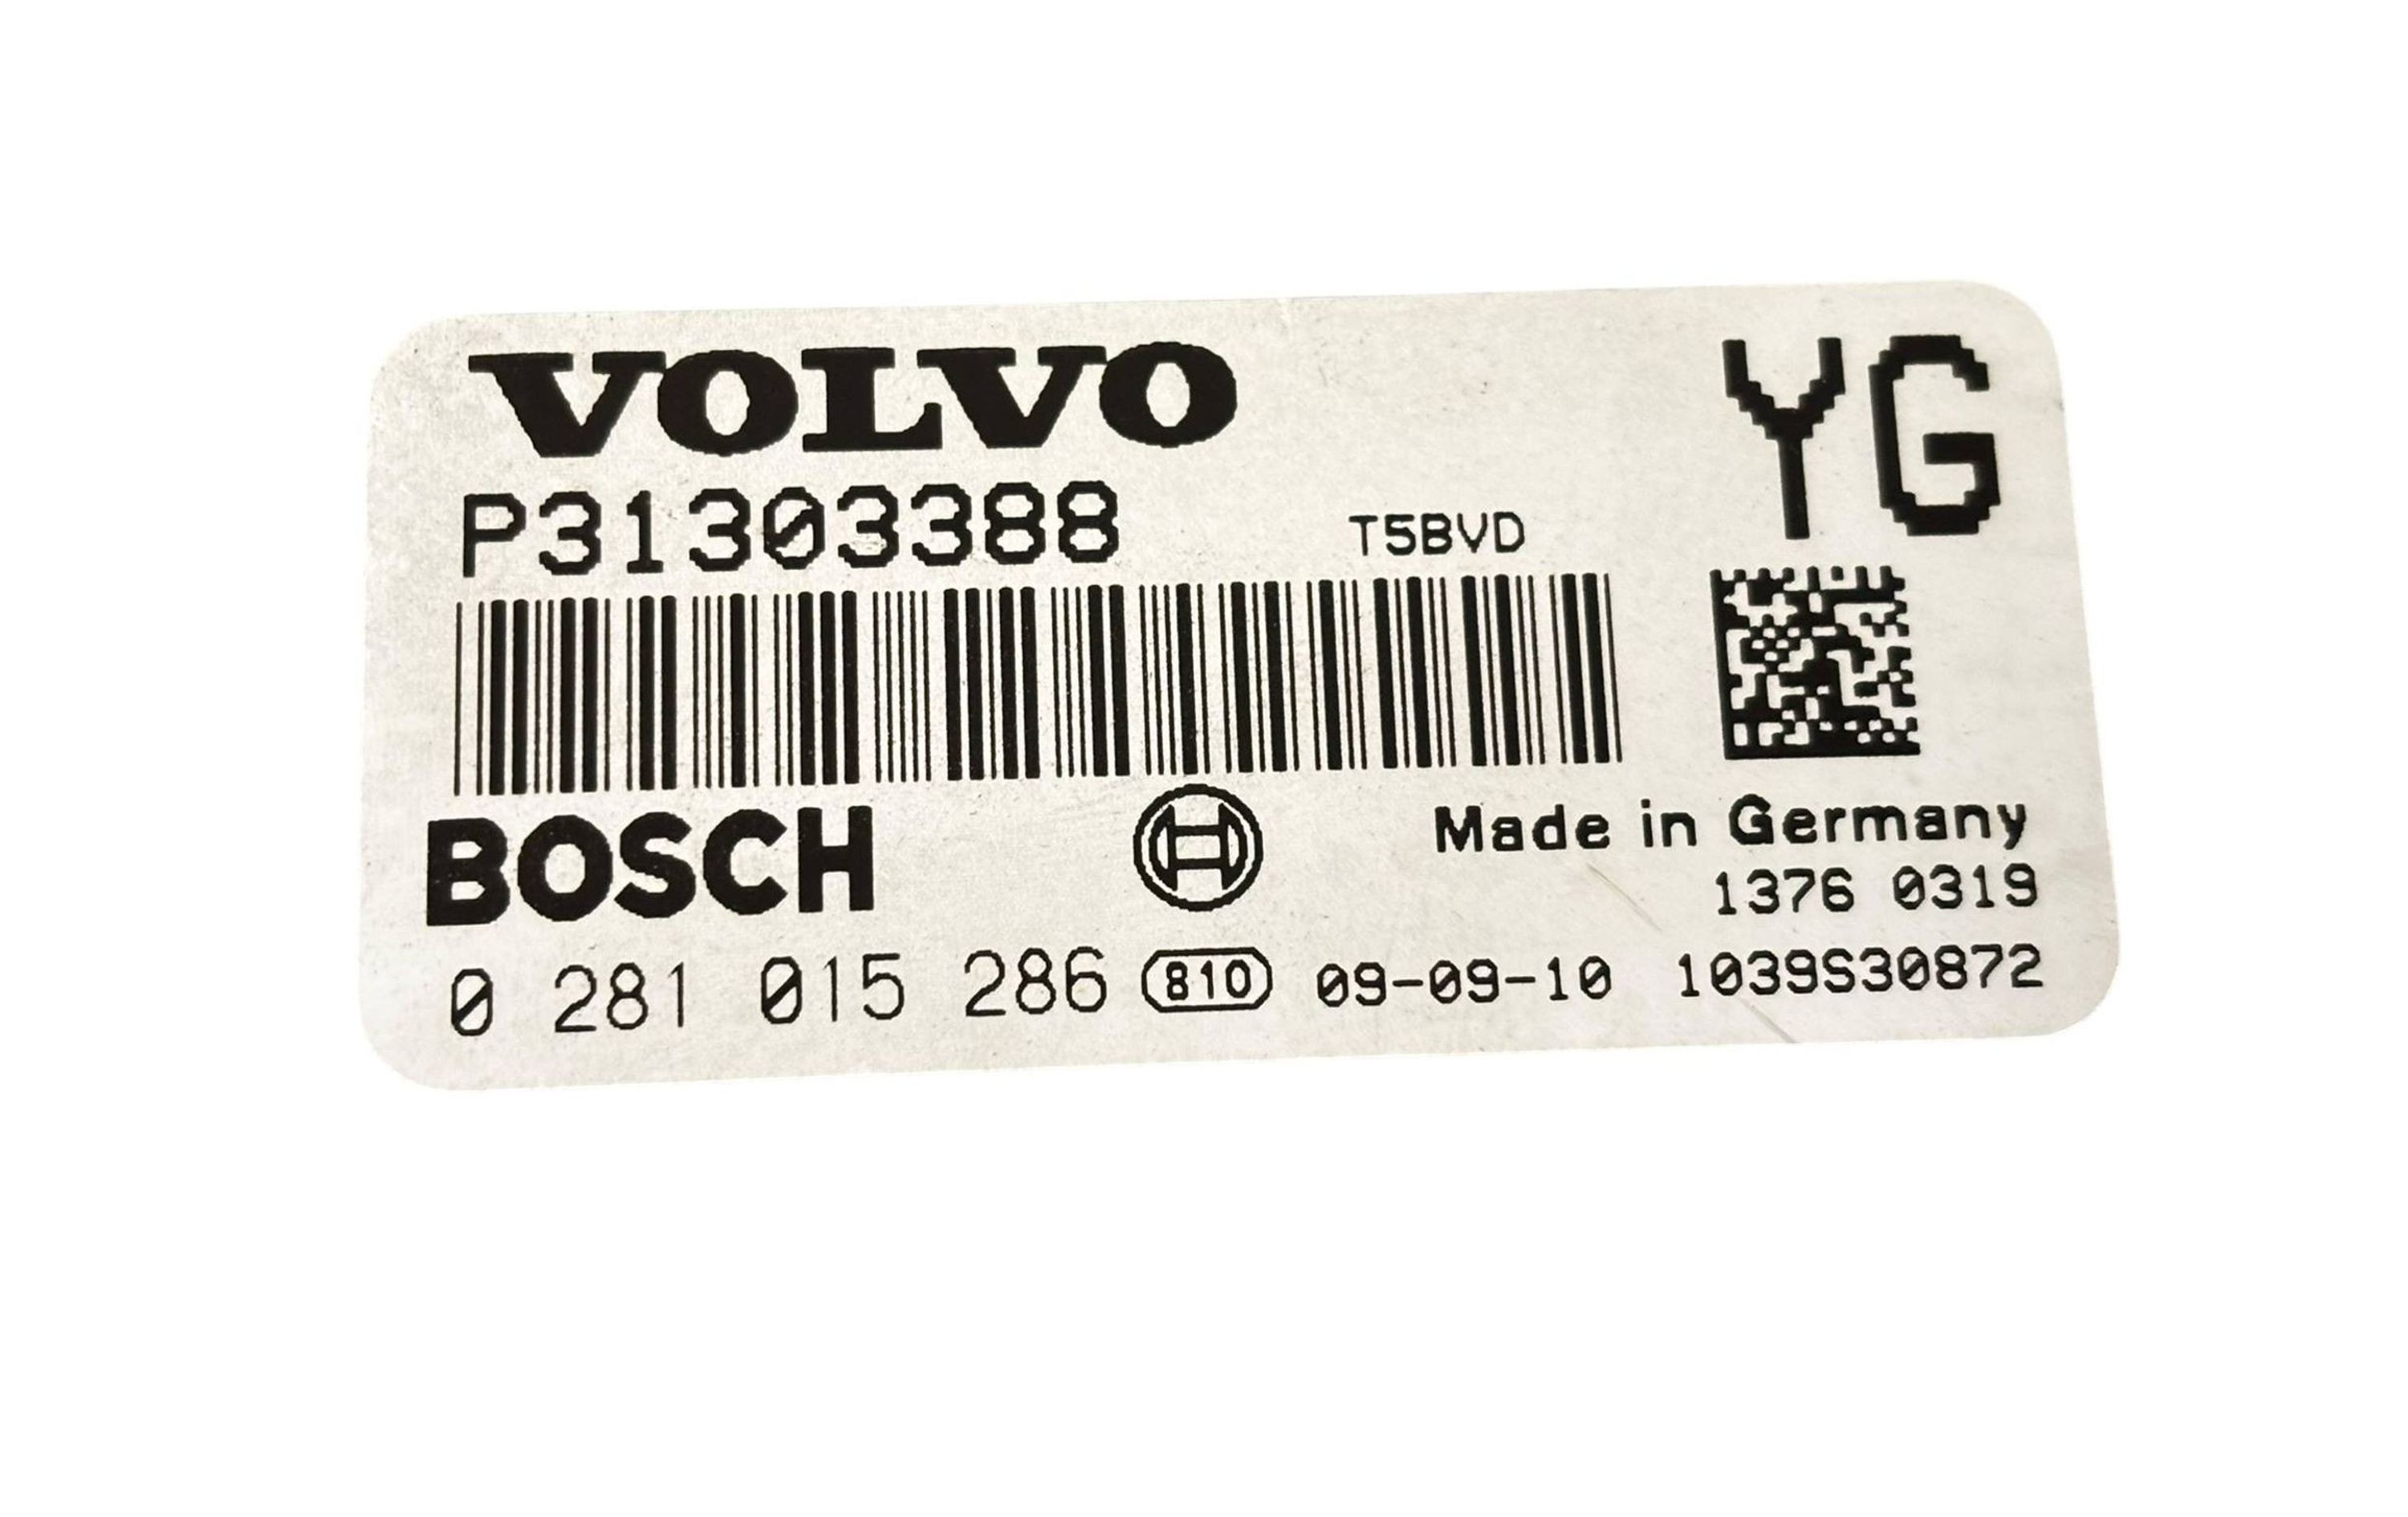 VOLVO
YG
P31303388
T5BVD
BOSCH
Made in Germany
1376 0319
0 281 015 286 810 09-09-10 1039S30872